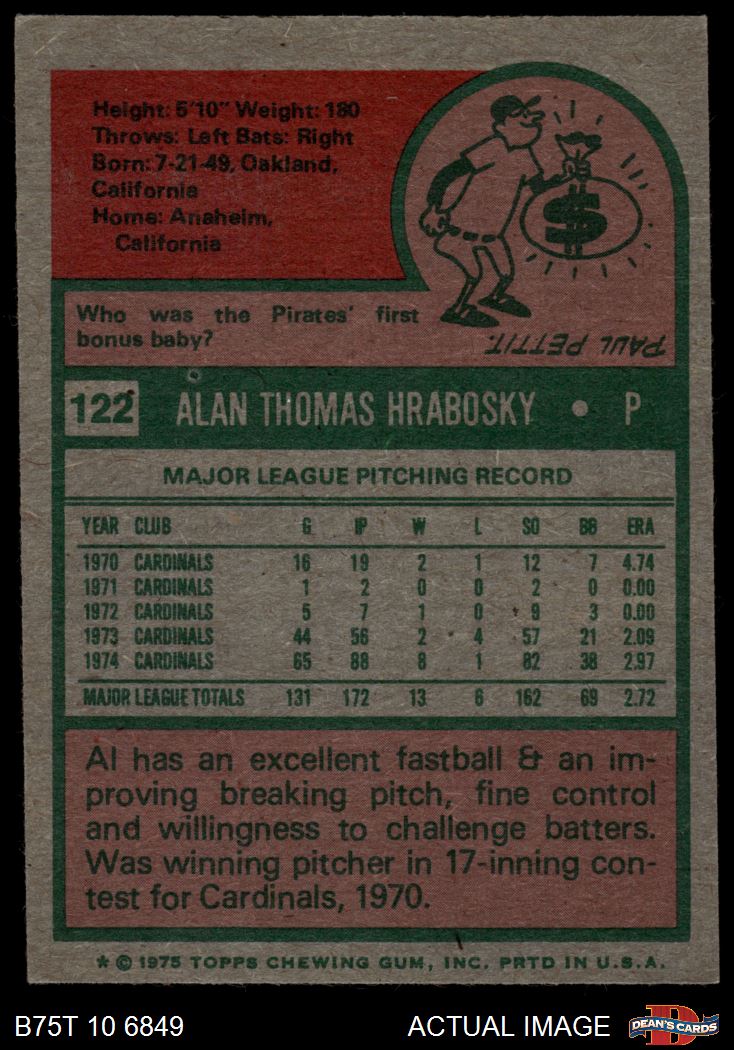 Height: 5'10" Weight: 180
Throws: Left Bats: Right
Born: 7-21-49, Oakland,
California
Home: Anaheim,
California
$
Who was the Pirates' first
bonus baby?
PAUL PETTIT.
122 ALAN THOMAS HRABOSKY • P
MAJOR LEAGUE PITCHING RECORD
YEAR CLUB G IP W L SO BB ERA
1970 CARDINALS 16 19 2 1 12 7 4.74
1971 CARDINALS 1 2 0 0 2 0 0.00
1972 CARDINALS 5 7 1 0 9 3 0.00
1973 CARDINALS 44 56 2 4 57 21 2.09
1974 CARDINALS 65 88 8 1 82 38 2.97
MAJOR LEAGUE TOTALS 131 172 13 6 162 69 2.72
Al has an excellent fastball & an im-
proving breaking pitch, fine control
and willingness to challenge batters.
Was winning pitcher in 17-inning con-
test for Cardinals, 1970.
* © 1975 TOPPS CHEWING GUM, INC. PRTD IN U.S.A.
B75T 10 6849 ACTUAL IMAGE D DEAN'S CARDS